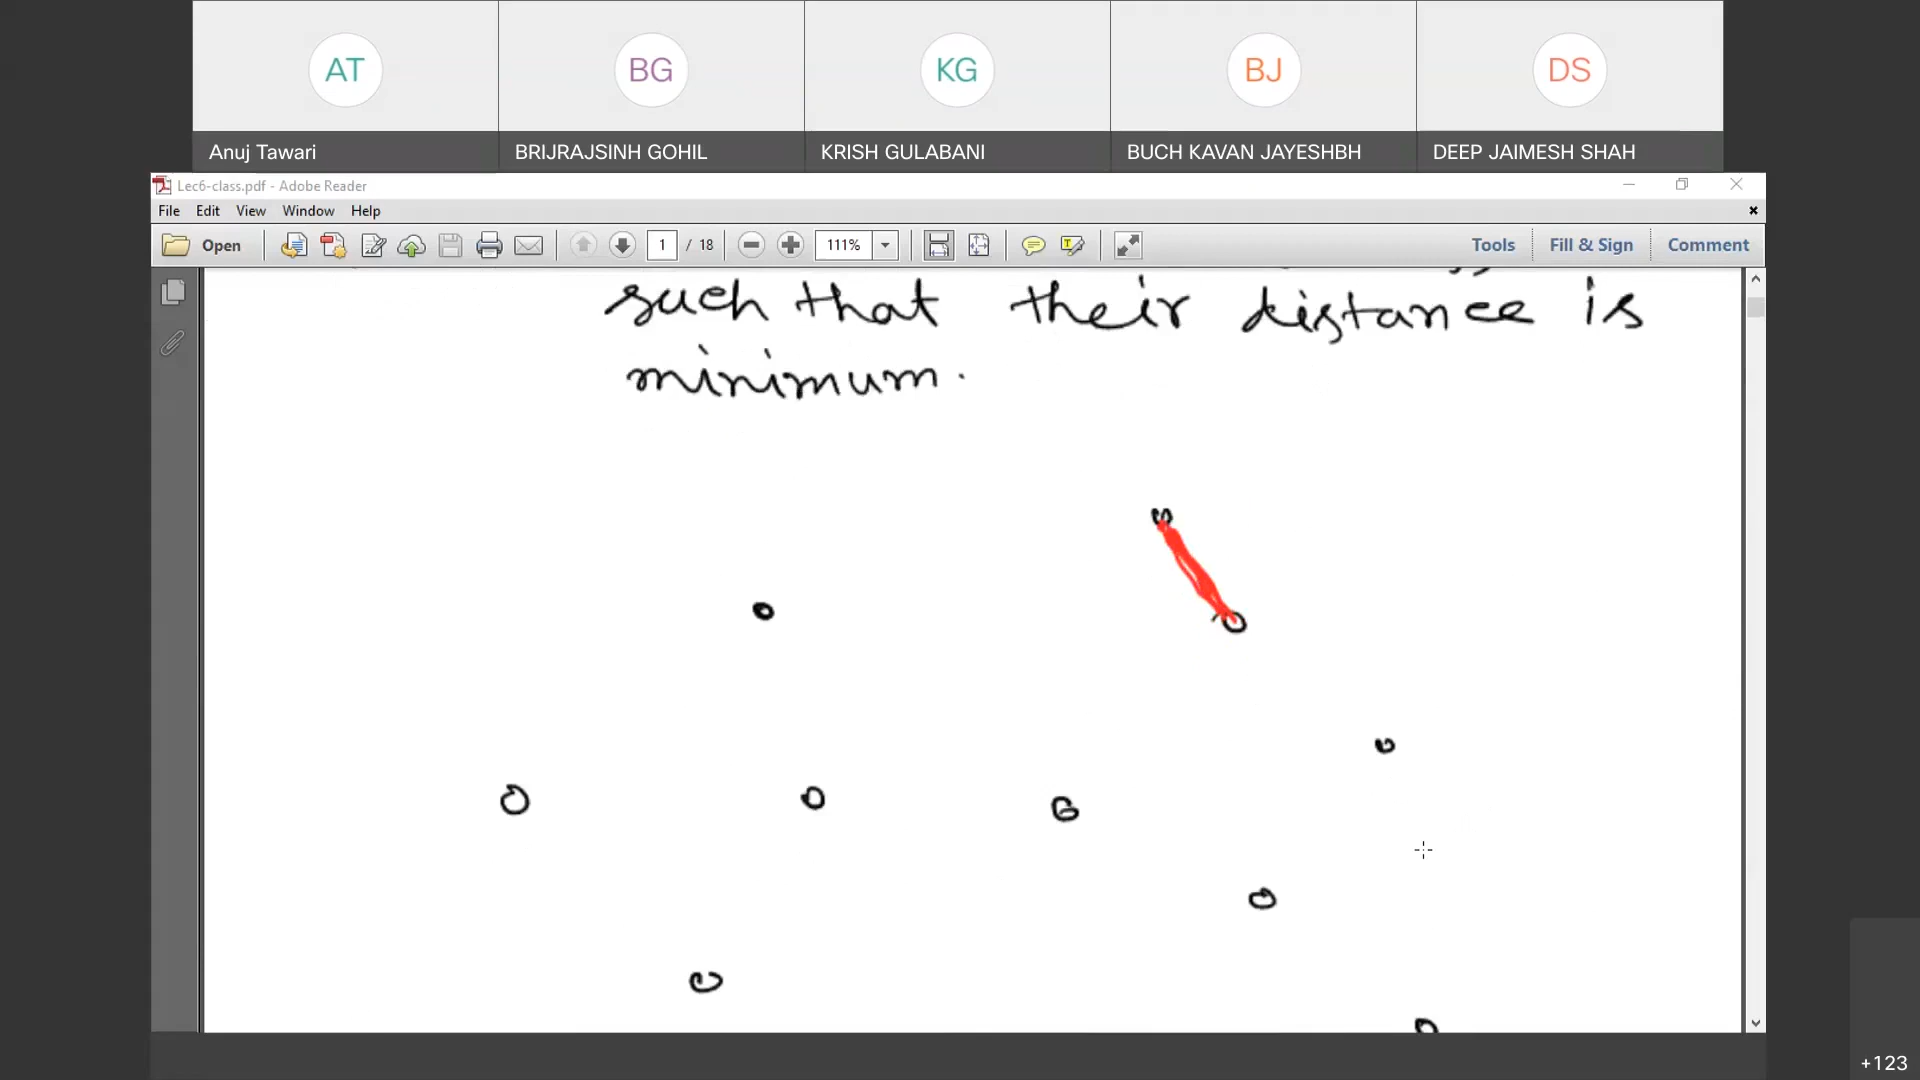 AT BG KG BJ DS
Anuj Tawari BRIJRAJSINH GOHIL KRISH GULABANI BUCH KAVAN JAYESHBH DEEP JAIMESH SHAH
Lec6-class.pdf - Adobe Reader
File Edit View Window Help
Open 1 / 18 111% Tools Fill & Sign Comment
such that their distance is
minimum.
+123